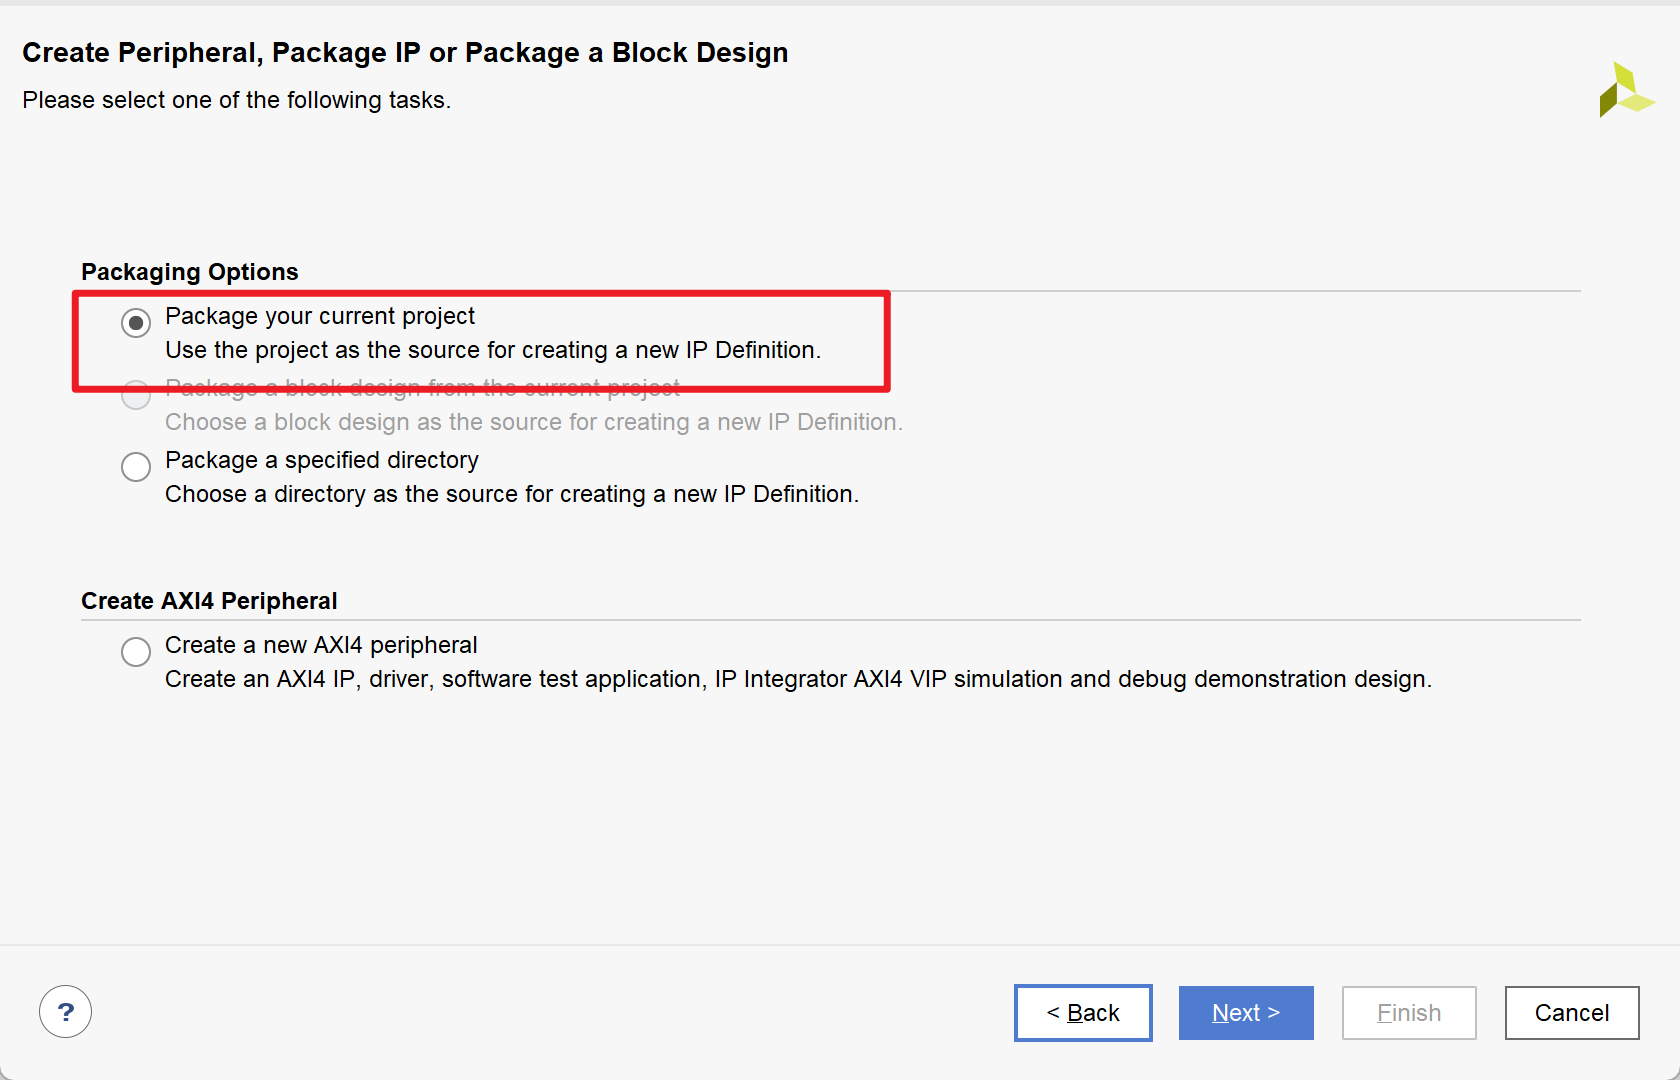 Create Peripheral, Package IP or Package a Block Design
Please select one of the following tasks.
Packaging Options
Package your current project
Use the project as the source for creating a new IP Definition.
Package a block design from the current project
Choose a block design as the source for creating a new IP Definition.
Package a specified directory
Choose a directory as the source for creating a new IP Definition.
Create AXI4 Peripheral
Create a new AXI4 peripheral
Create an AXI4 IP, driver, software test application, IP Integrator AXI4 VIP simulation and debug demonstration design.
? < Back Next > Finish Cancel